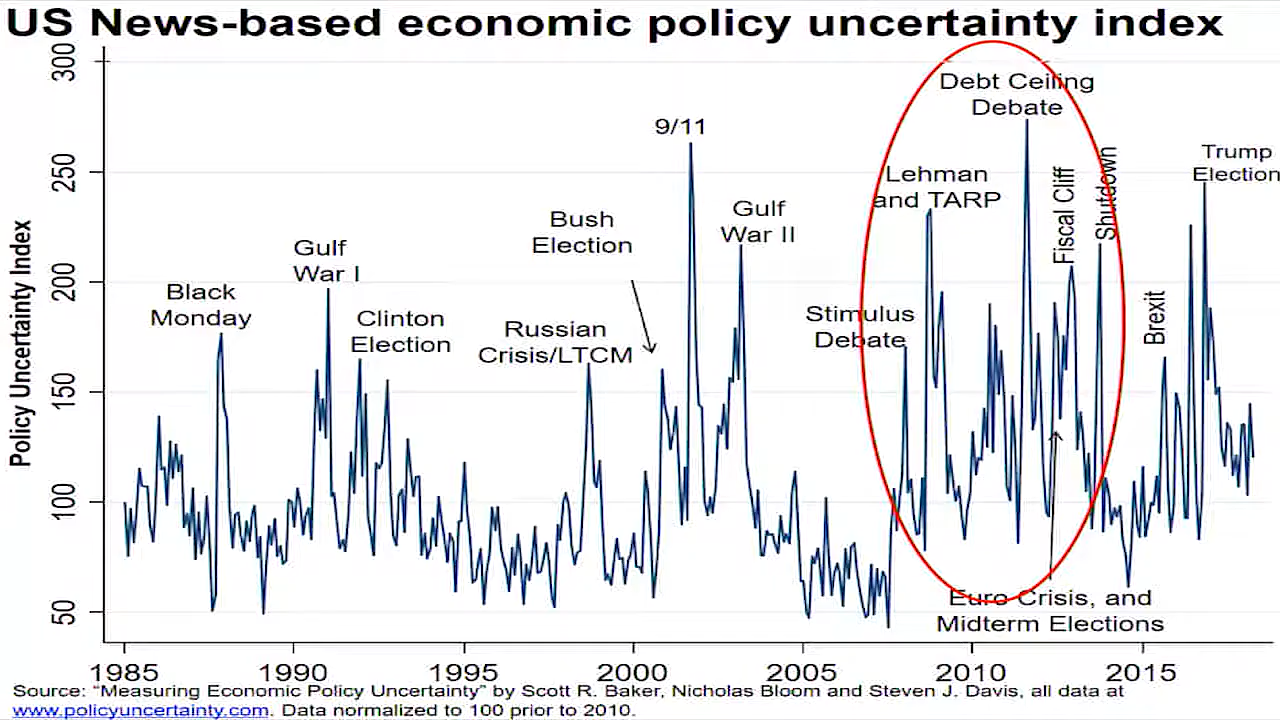 US News-based economic policy uncertainty index
Policy Uncertainty Index
300
250
200
150
100
50
Black
Monday
Gulf
War I
Clinton
Election
Russian
Crisis/LTCM
Bush
Election
9/11
Gulf
War II
Stimulus
Debate
Lehman
and TARP
Debt Ceiling
Debate
Fiscal Cliff
Shutdown
Brexit
Trump
Election
Euro Crisis, and
Midterm Elections
1985 1990 1995 2000 2005 2010 2015
Source: “Measuring Economic Policy Uncertainty” by Scott R. Baker, Nicholas Bloom and Steven J. Davis, all data at
www.policyuncertainty.com. Data normalized to 100 prior to 2010.